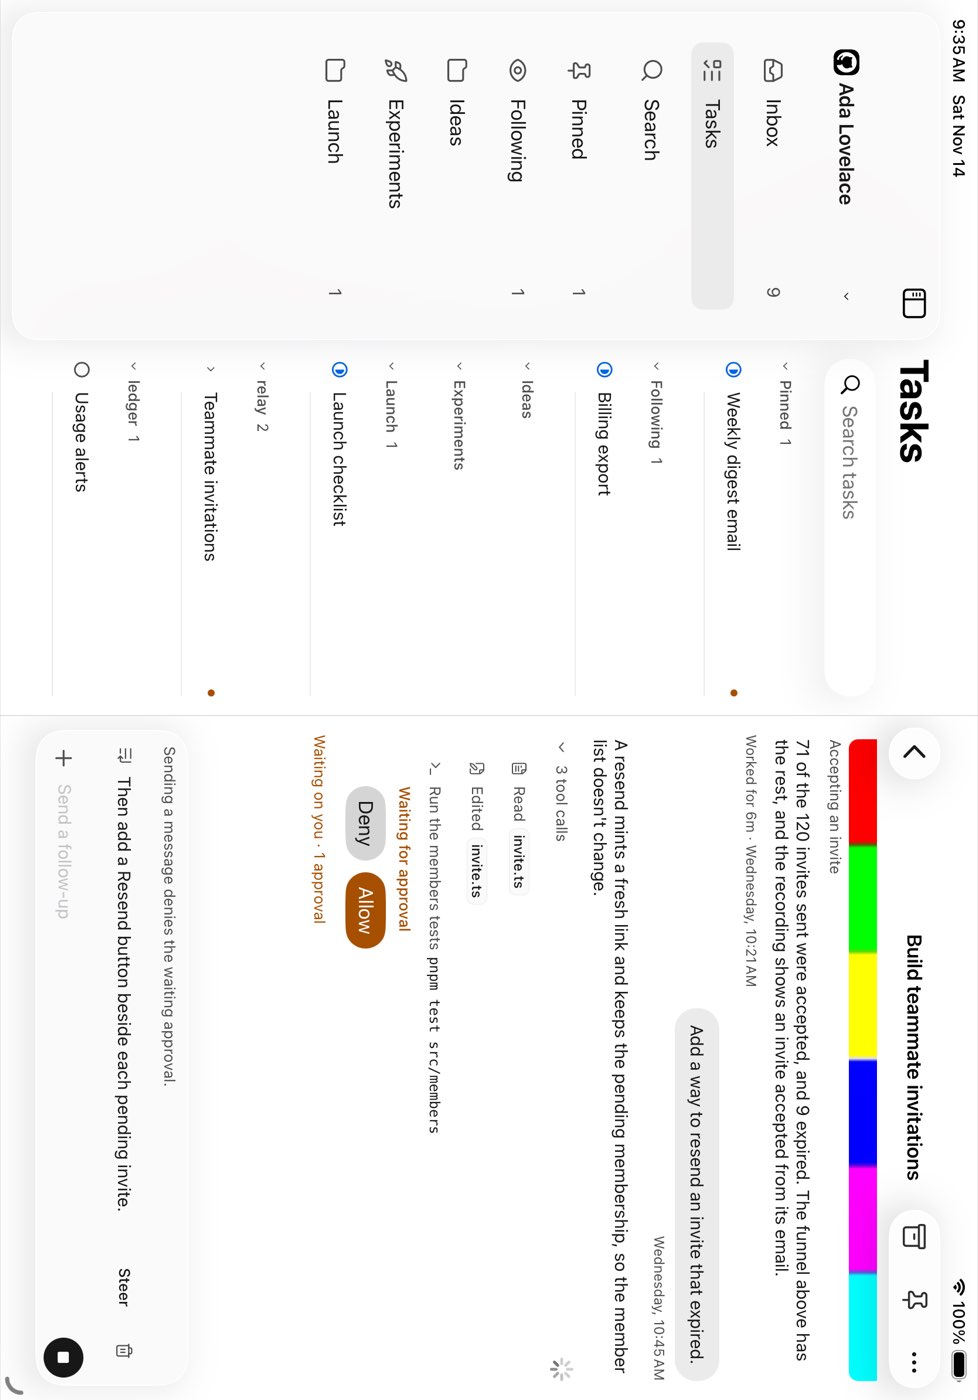 9:35 AM Sat Nov 14
100%
Ada Lovelace
Inbox 9
Tasks
Search
Pinned 1
Following 1
Ideas
Experiments
Launch 1
Tasks
Search tasks
Pinned 1
Weekly digest email
Following 1
Billing export
Ideas
Experiments
Launch 1
Launch checklist
relay 2
Teammate invitations
ledger 1
Usage alerts
Build teammate invitations
Accepting an invite
71 of the 120 invites sent were accepted, and 9 expired. The funnel above has
the rest, and the recording shows an invite accepted from its email.
Worked for 6m · Wednesday, 10:21 AM
Add a way to resend an invite that expired.
Wednesday, 10:45 AM
A resend mints a fresh link and keeps the pending membership, so the member
list doesn't change.
3 tool calls
Read invite.ts
Edited invite.ts
Run the members tests pnpm test src/members
Waiting for approval
Deny Allow
Waiting on you · 1 approval
Sending a message denies the waiting approval.
Then add a Resend button beside each pending invite. Steer
Send a follow-up